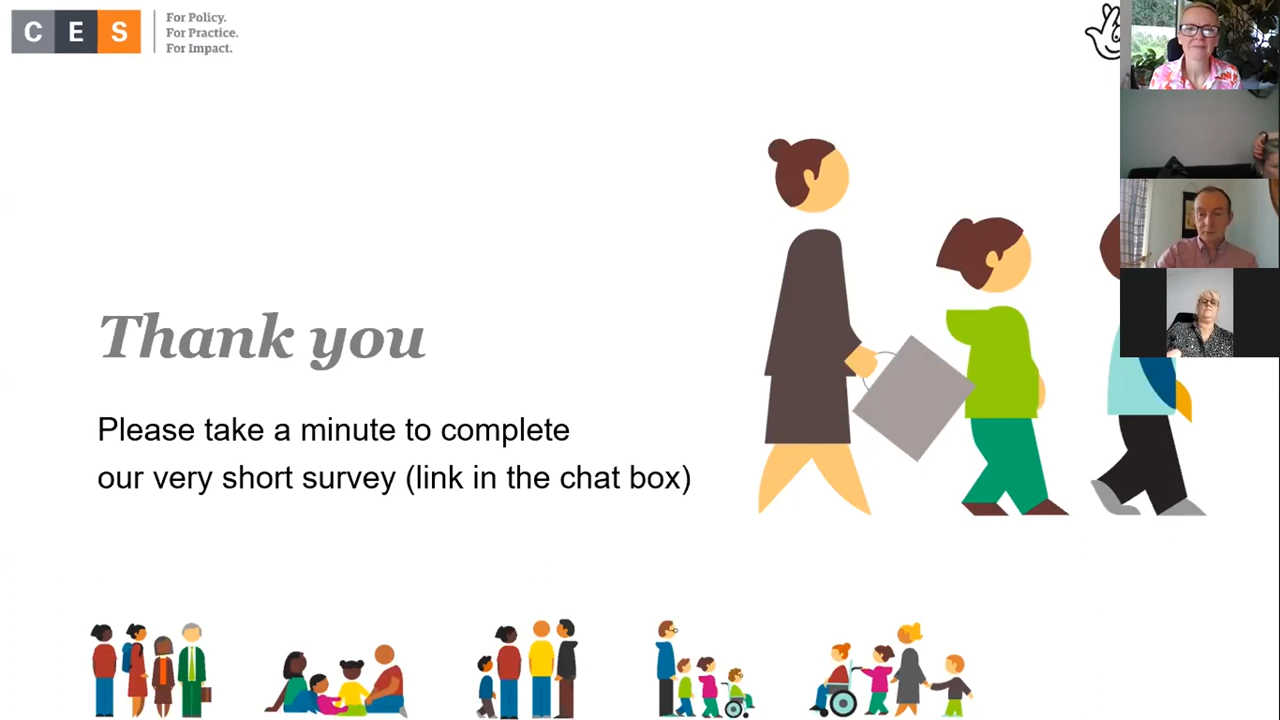 CES
For Policy.
For Practice.
For Impact.
Thank you
Please take a minute to complete
our very short survey (link in the chat box)